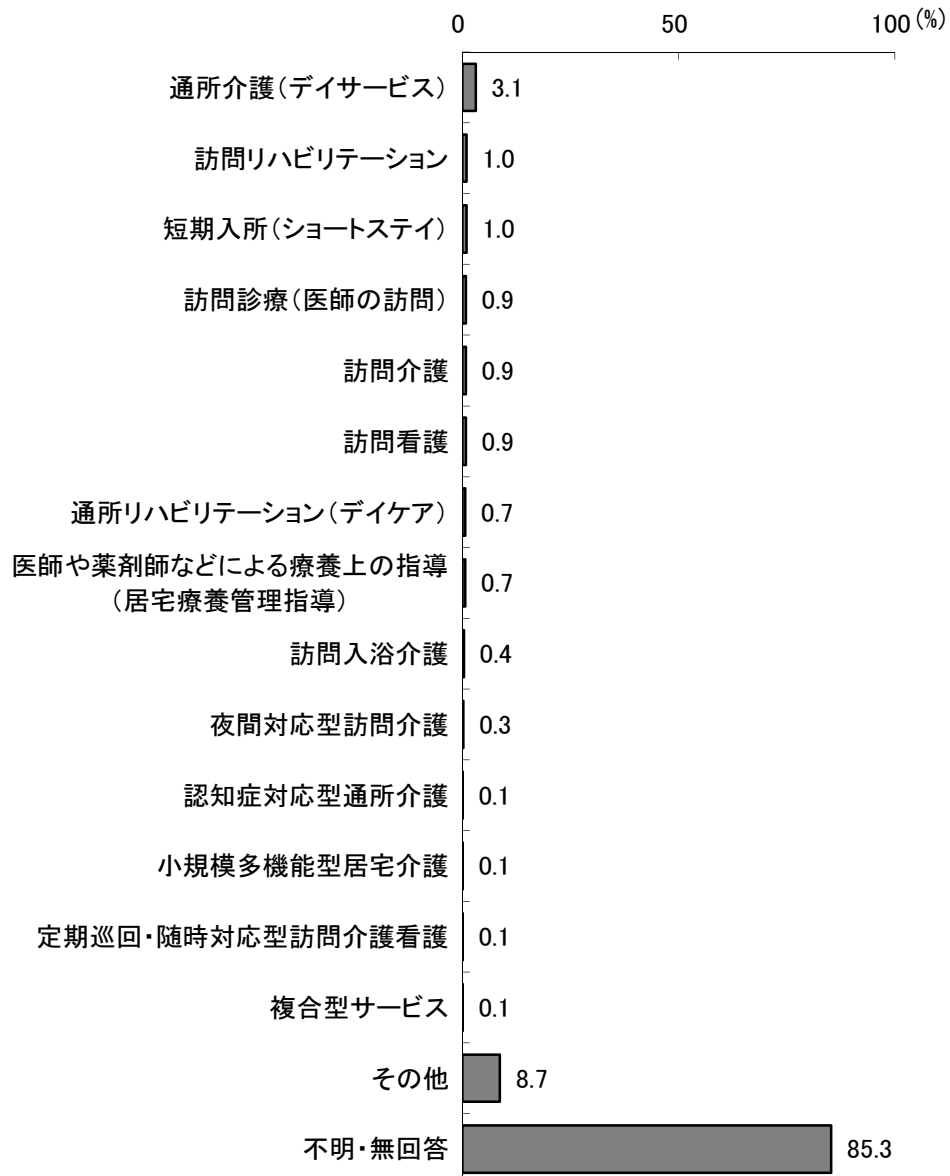 0 50 100 (%)
通所介護(デイサービス) 3.1
訪問リハビリテーション 1.0
短期入所(ショートステイ) 1.0
訪問診療(医師の訪問) 0.9
訪問介護 0.9
訪問看護 0.9
通所リハビリテーション(デイケア) 0.7
医師や薬剤師などによる療養上の指導
(居宅療養管理指導) 0.7
訪問入浴介護 0.4
夜間対応型訪問介護 0.3
認知症対応型通所介護 0.1
小規模多機能型居宅介護 0.1
定期巡回・随時対応型訪問介護看護 0.1
複合型サービス 0.1
その他 8.7
不明・無回答 85.3